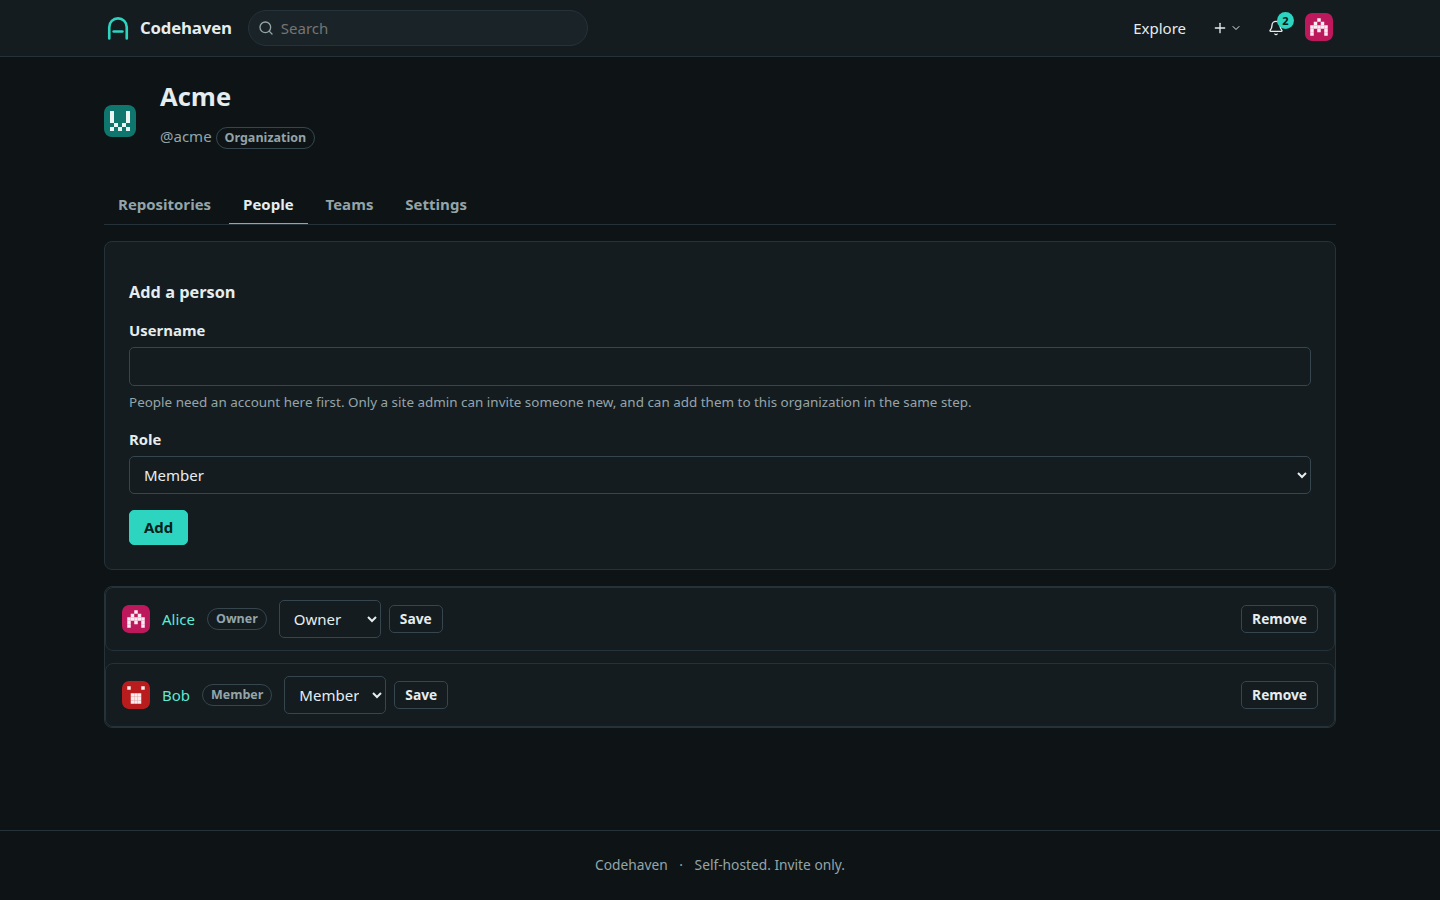 Codehaven
Search
Explore
2
Acme
@acme Organization
Repositories People Teams Settings
Add a person
Username
People need an account here first. Only a site admin can invite someone new, and can add them to this organization in the same step.
Role
Member
Add
Alice Owner Owner Save Remove
Bob Member Member Save Remove
Codehaven · Self-hosted. Invite only.